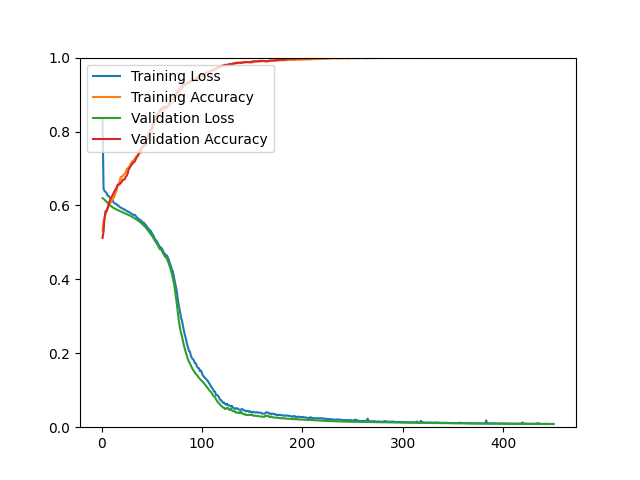 1.0
0.8
0.6
0.4
0.2
0.0
Training Loss
Training Accuracy
Validation Loss
Validation Accuracy
0 100 200 300 400